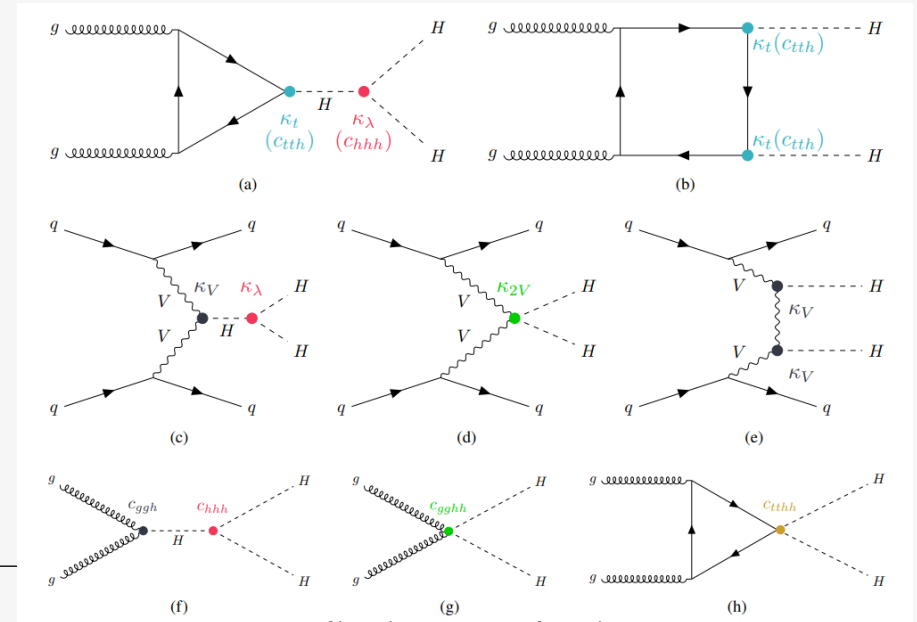 g H g H
κt κλ
H
(ctth) (chhh)
g H g H
κt(ctth)
κt(ctth)
(a) (b)
q q q q q q
V κV κλ H
V H H
V κ2V H
V H
V H
κV
V H
κV
q q q q q q
(c) (d) (e)
g H g H g H
cggh chhh cgghh ctthh
H
g H g H g H
(f) (g) (h)